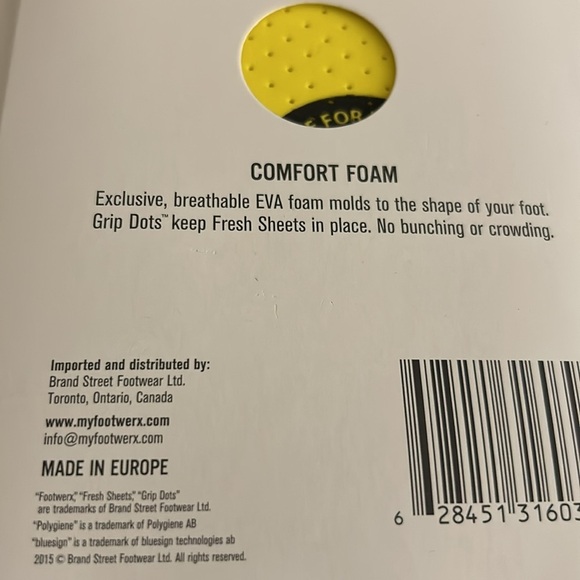 FOR
COMFORT FOAM
Exclusive, breathable EVA foam molds to the shape of your foot.
Grip Dots™ keep Fresh Sheets in place. No bunching or crowding.
Imported and distributed by:
Brand Street Footwear Ltd.
Toronto, Ontario, Canada
www.myfootwerx.com
info@myfootwerx.com
MADE IN EUROPE
"Footwerx," "Fresh Sheets," "Grip Dots"
are trademarks of Brand Street Footwear Ltd.
"Polygiene" is a trademark of Polygiene AB
"bluesign" is a trademark of bluesign technologies ab
2015 © Brand Street Footwear Ltd. All rights reserved.
6 28451 31603